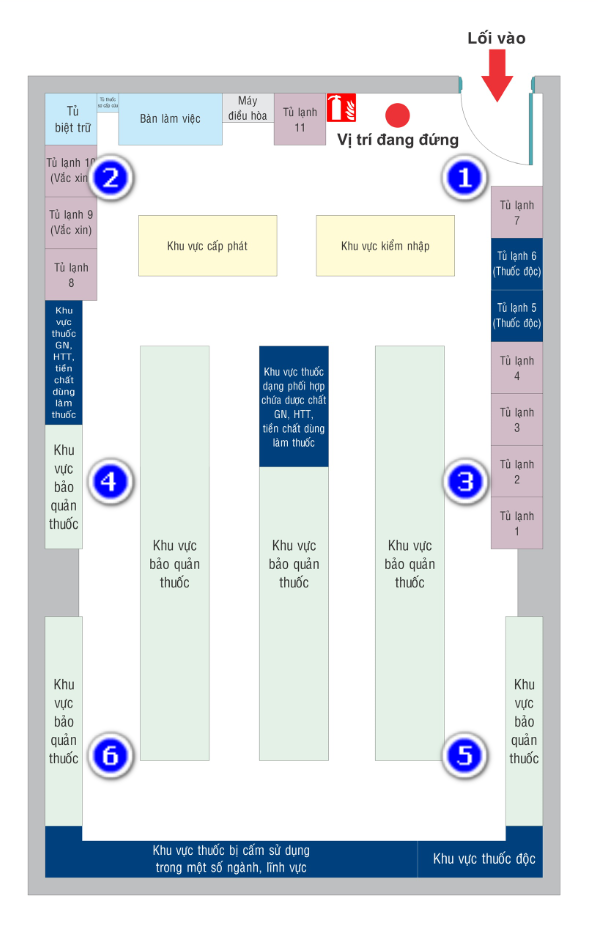 Lối vào
Tủ
biệt trữ
Tủ thuốc
Bàn làm việc
Máy
điều hòa
Tủ lạnh
11
Vị trí đang đứng
Tủ lạnh 10
(Vắc xin)
2
1
Tủ lạnh 9
(Vắc xin)
Tủ lạnh
8
Tủ lạnh
7
Khu vực cấp phát
Khu vực kiểm nhập
Tủ lạnh 6
(Thuốc độc)
Tủ lạnh 5
(Thuốc độc)
Khu
vực
thuốc
GN,
HTT,
tiền
chất
dùng
làm
thuốc
Khu vực thuốc
dạng phối hợp
chứa dược chất
GN, HTT,
tiền chất dùng
làm thuốc
Tủ lạnh
4
Tủ lạnh
3
Tủ lạnh
2
Tủ lạnh
1
Khu
vực
bảo
quản
thuốc
4
3
Khu vực
bảo quản
thuốc
Khu vực
bảo quản
thuốc
Khu vực
bảo quản
thuốc
Khu
vực
bảo
quản
thuốc
Khu
vực
bảo
quản
thuốc
6
5
Khu vực thuốc bị cấm sử dụng
trong một số ngành, lĩnh vực
Khu vực thuốc độc